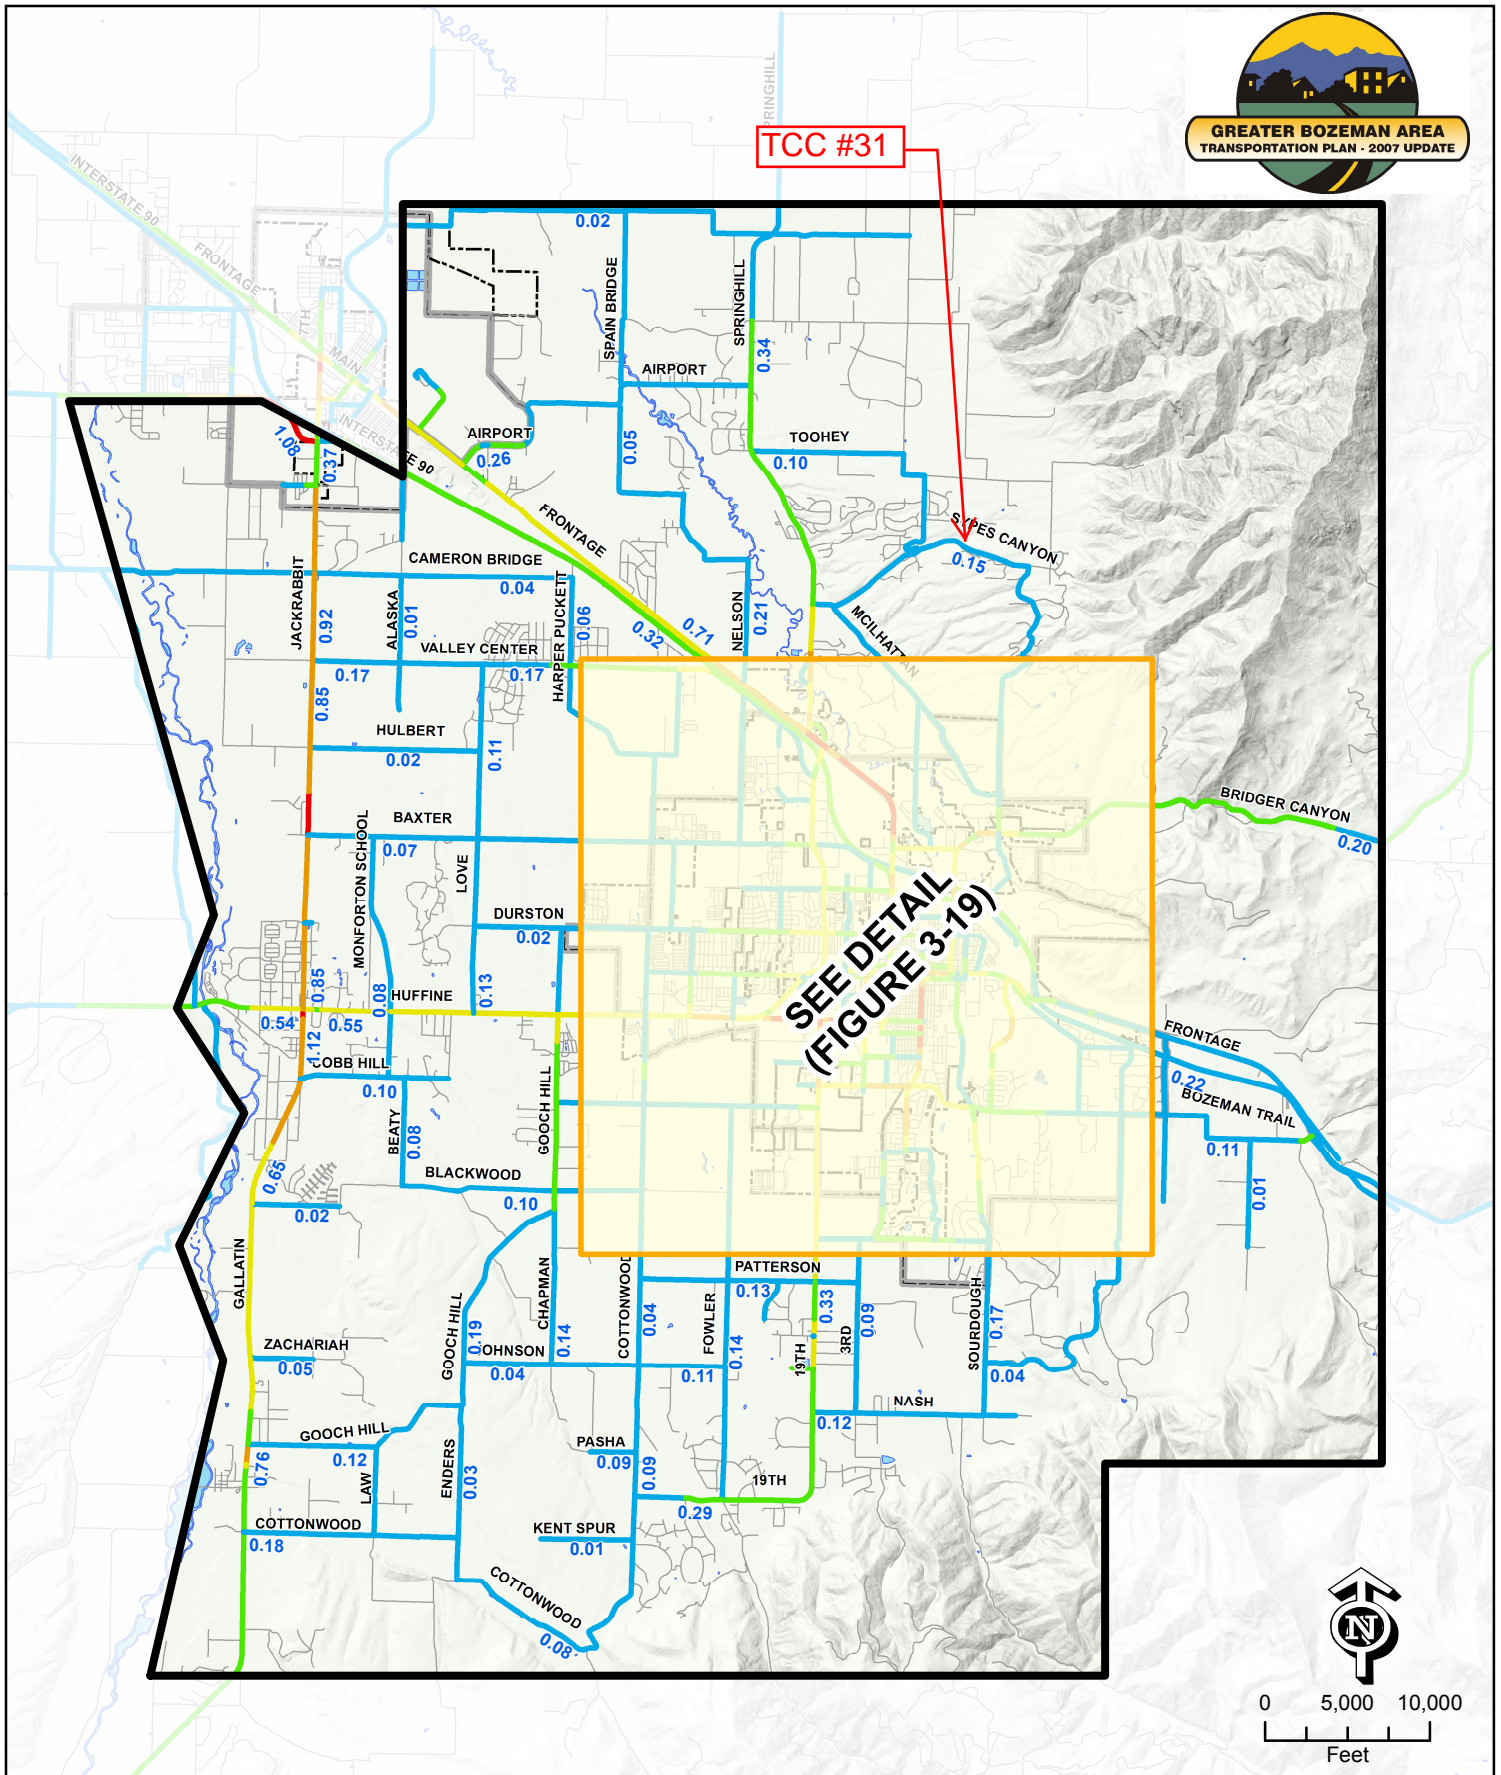 GREATER BOZEMAN AREA
TRANSPORTATION PLAN - 2007 UPDATE
TCC #31
INTERSTATE 90
FRONTAGE
7TH
MAIN
INTERSTATE 90
0.02
SPAIN BRIDGE
SPRINGHILL
0.34
AIRPORT
AIRPORT
0.26
0.05
TOOHEY
0.10
1.08
0.37
FRONTAGE
SYPES CANYON
0.15
CAMERON BRIDGE
0.04
JACKRABBIT
0.92
ALASKA
0.01
HARPER PUCKETT
0.06
0.32
0.71
NELSON
0.21
MCILHATTAN
VALLEY CENTER
0.17
0.17
0.85
HULBERT
0.02
0.11
BAXTER
0.07
MONFORTON SCHOOL
LOVE
BRIDGER CANYON
0.20
DURSTON
0.02
SEE DETAIL
(FIGURE 3-19)
0.85
0.08
HUFFINE
0.13
0.54
0.55
1.12
COBB HILL
0.10
BEATY
0.08
GOOCH HILL
FRONTAGE
0.22
BOZEMAN TRAIL
0.11
0.01
BLACKWOOD
0.10
0.65
0.02
GALLATIN
PATTERSON
0.13
CHAPMAN
0.14
COTTONWOOD
0.04
FOWLER
0.14
0.33
19TH
3RD
0.09
SOURDOUGH
0.17
0.04
ZACHARIAH
0.05
GOOCH HILL
0.19
OHNSON
0.04
0.11
NASH
0.12
GOOCH HILL
0.12
0.76
LAW
ENDERS
0.03
PASHA
0.09
0.09
19TH
0.29
COTTONWOOD
0.18
KENT SPUR
0.01
COTTONWOOD
0.08
N
0 5,000 10,000
Feet